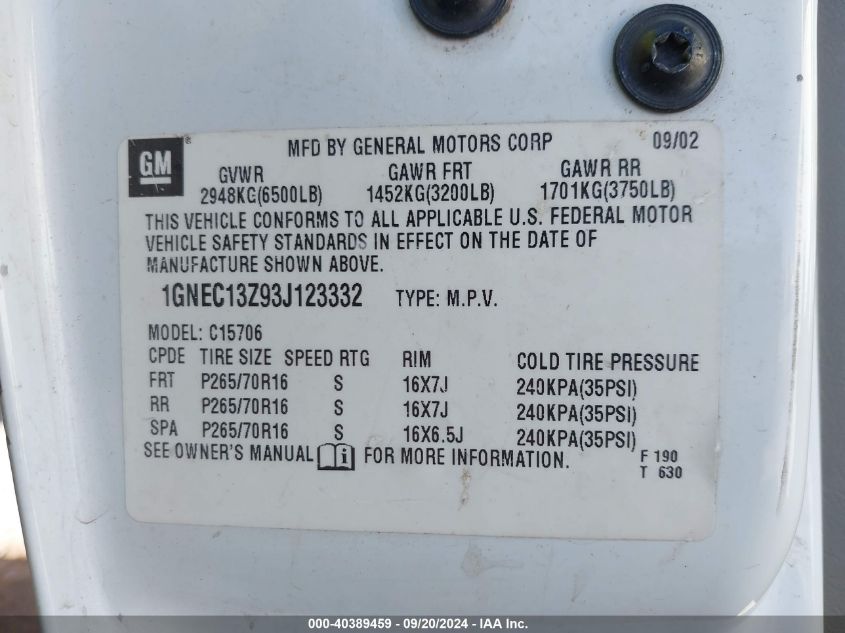 GM
MFD BY GENERAL MOTORS CORP 09/02
GVWR GAWR FRT GAWR RR
2948KG(6500LB) 1452KG(3200LB) 1701KG(3750LB)
THIS VEHICLE CONFORMS TO ALL APPLICABLE U.S. FEDERAL MOTOR
VEHICLE SAFETY STANDARDS IN EFFECT ON THE DATE OF
MANUFACTURE SHOWN ABOVE.
1GNEC13Z93J123332 TYPE: M.P.V.
MODEL: C15706
CPDE TIRE SIZE SPEED RTG RIM COLD TIRE PRESSURE
FRT P265/70R16 S 16X7J 240KPA(35PSI)
RR P265/70R16 S 16X7J 240KPA(35PSI)
SPA P265/70R16 S 16X6.5J 240KPA(35PSI)
SEE OWNER'S MANUAL i FOR MORE INFORMATION.
F 190
T 630
000-40389459 - 09/20/2024 - IAA Inc.